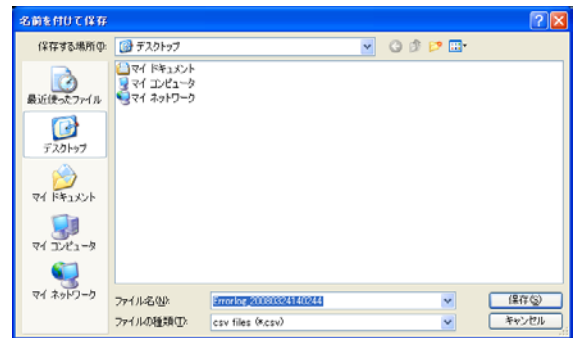 名前を付けて保存
保存する場所(I):
デスクトップ
最近使ったファイル
デスクトップ
マイ ドキュメント
マイ コンピュータ
マイ ネットワーク
マイ ドキュメント
マイ コンピュータ
マイ ネットワーク
ファイル名(N):
Errorlog_20080324140244
保存(S)
ファイルの種類(T):
csv files (*.csv)
キャンセル